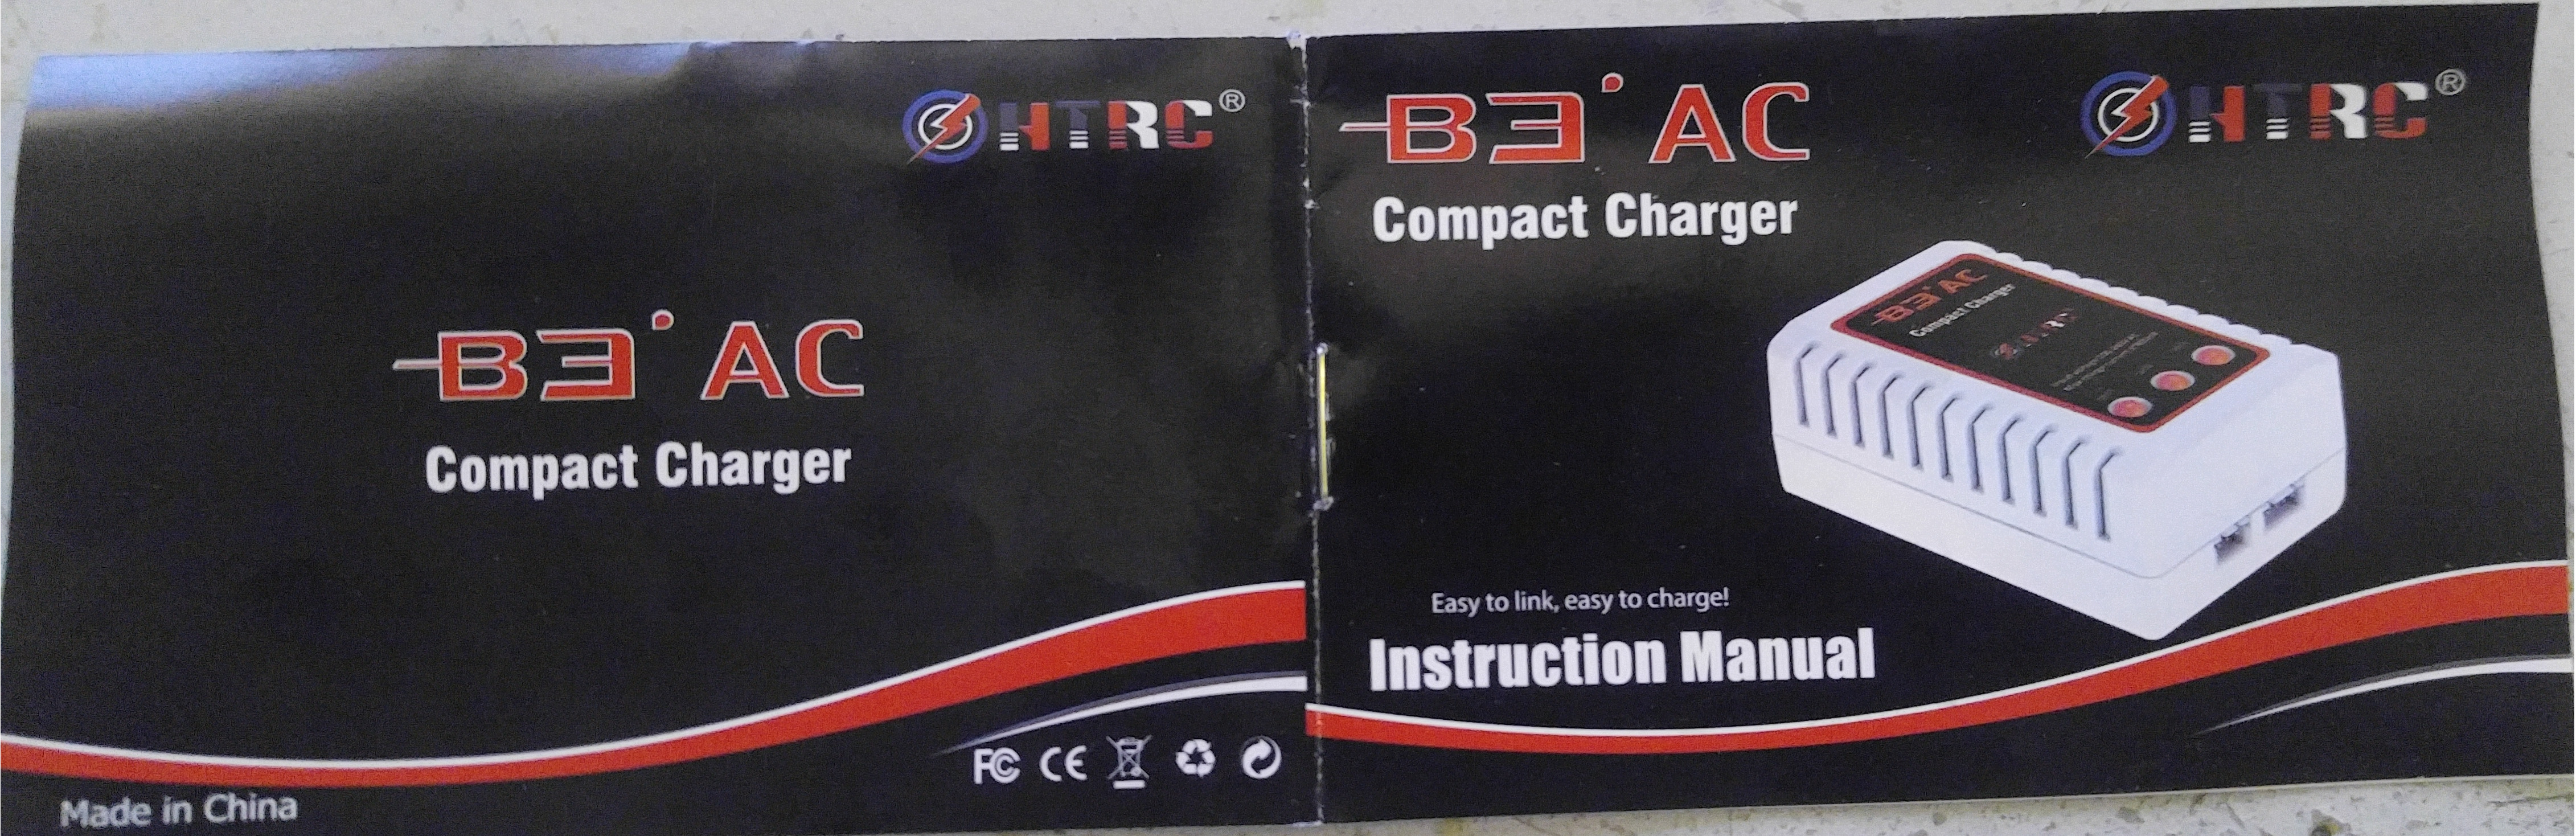 HTRC®
B3 AC
Compact Charger
FC CE
Made in China
B3 AC
HTRC®
Compact Charger
B3 AC
Compact Charger
HTRC
Easy to link, easy to charge!
Instruction Manual